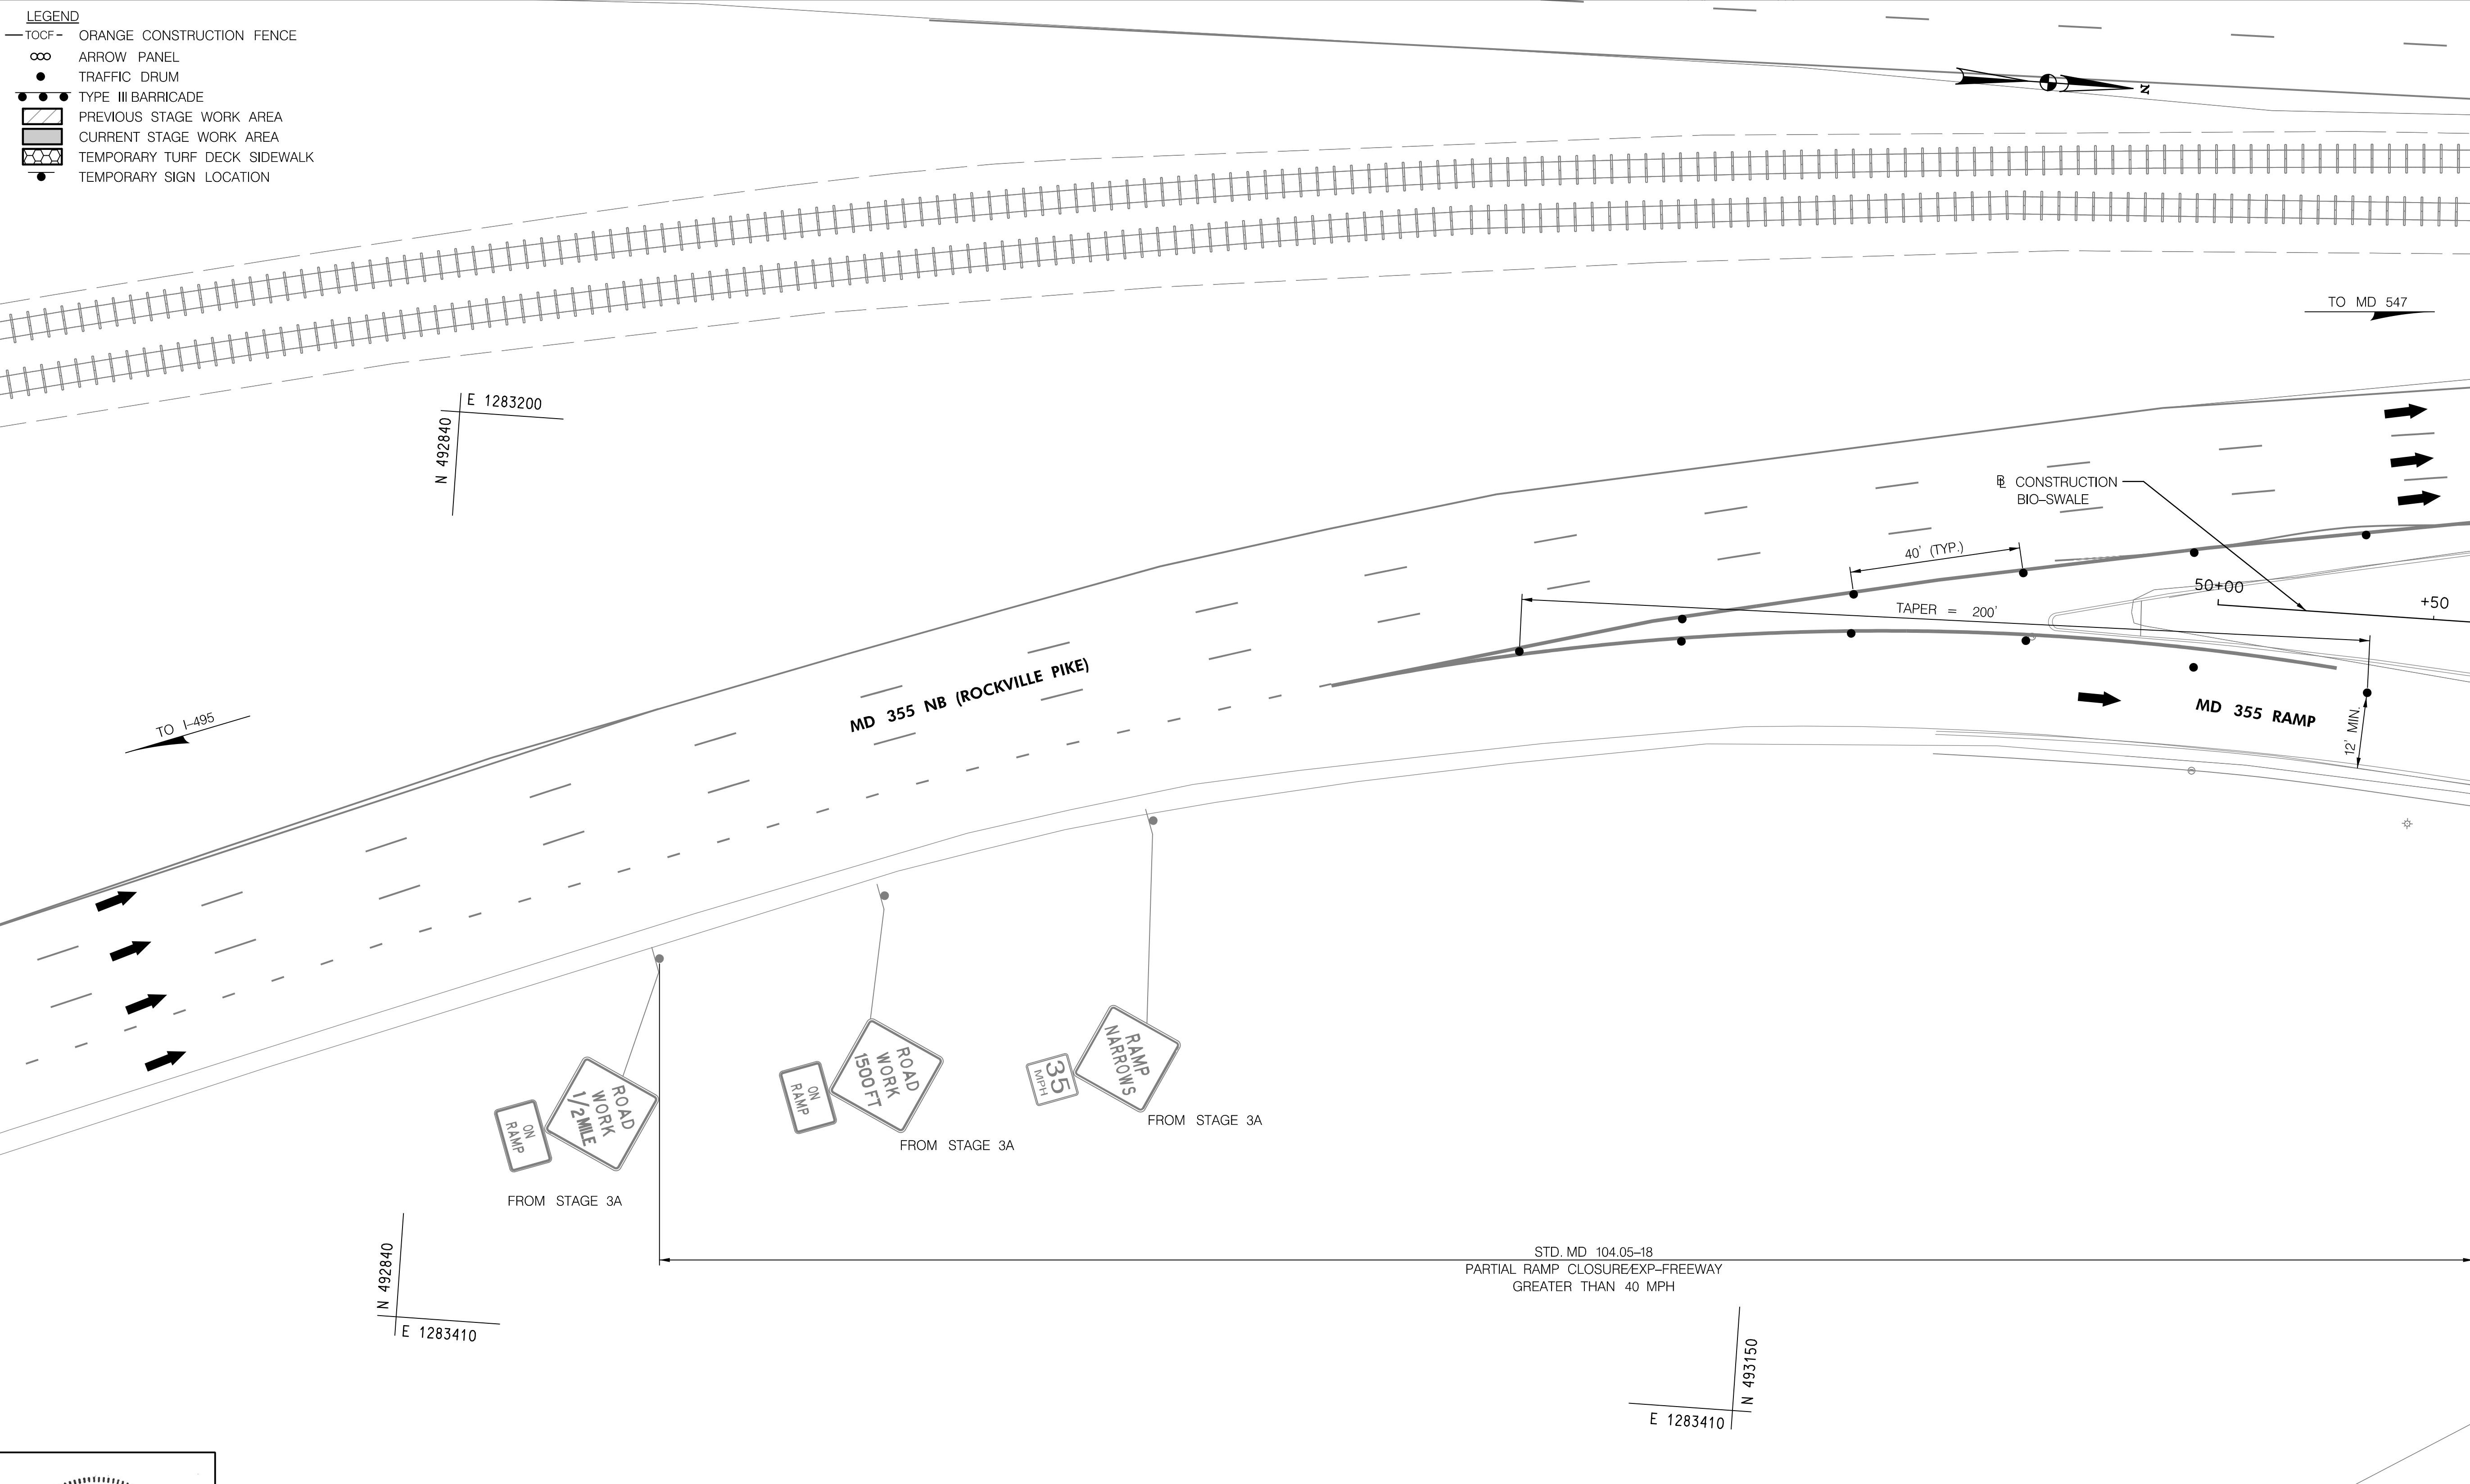 LEGEND
TOCF
ORANGE CONSTRUCTION FENCE
ARROW PANEL
TRAFFIC DRUM
TYPE III BARRICADE
PREVIOUS STAGE WORK AREA
CURRENT STAGE WORK AREA
TEMPORARY TURF DECK SIDEWALK
TEMPORARY SIGN LOCATION
N
TO MD 547
E 1283200
N 492840
℄ CONSTRUCTION
BIO-SWALE
40' (TYP.)
50+00
+50
TAPER = 200'
MD 355 NB (ROCKVILLE PIKE)
MD 355 RAMP
12' MIN.
TO I-495
ROAD
WORK
1/2 MILE
ON
RAMP
FROM STAGE 3A
ROAD
WORK
1500 FT
ON
RAMP
FROM STAGE 3A
RAMP
NARROWS
35
MPH
FROM STAGE 3A
STD. MD 104.05-18
PARTIAL RAMP CLOSURE/EXP-FREEWAY
GREATER THAN 40 MPH
N 492840
E 1283410
N 493150
E 1283410